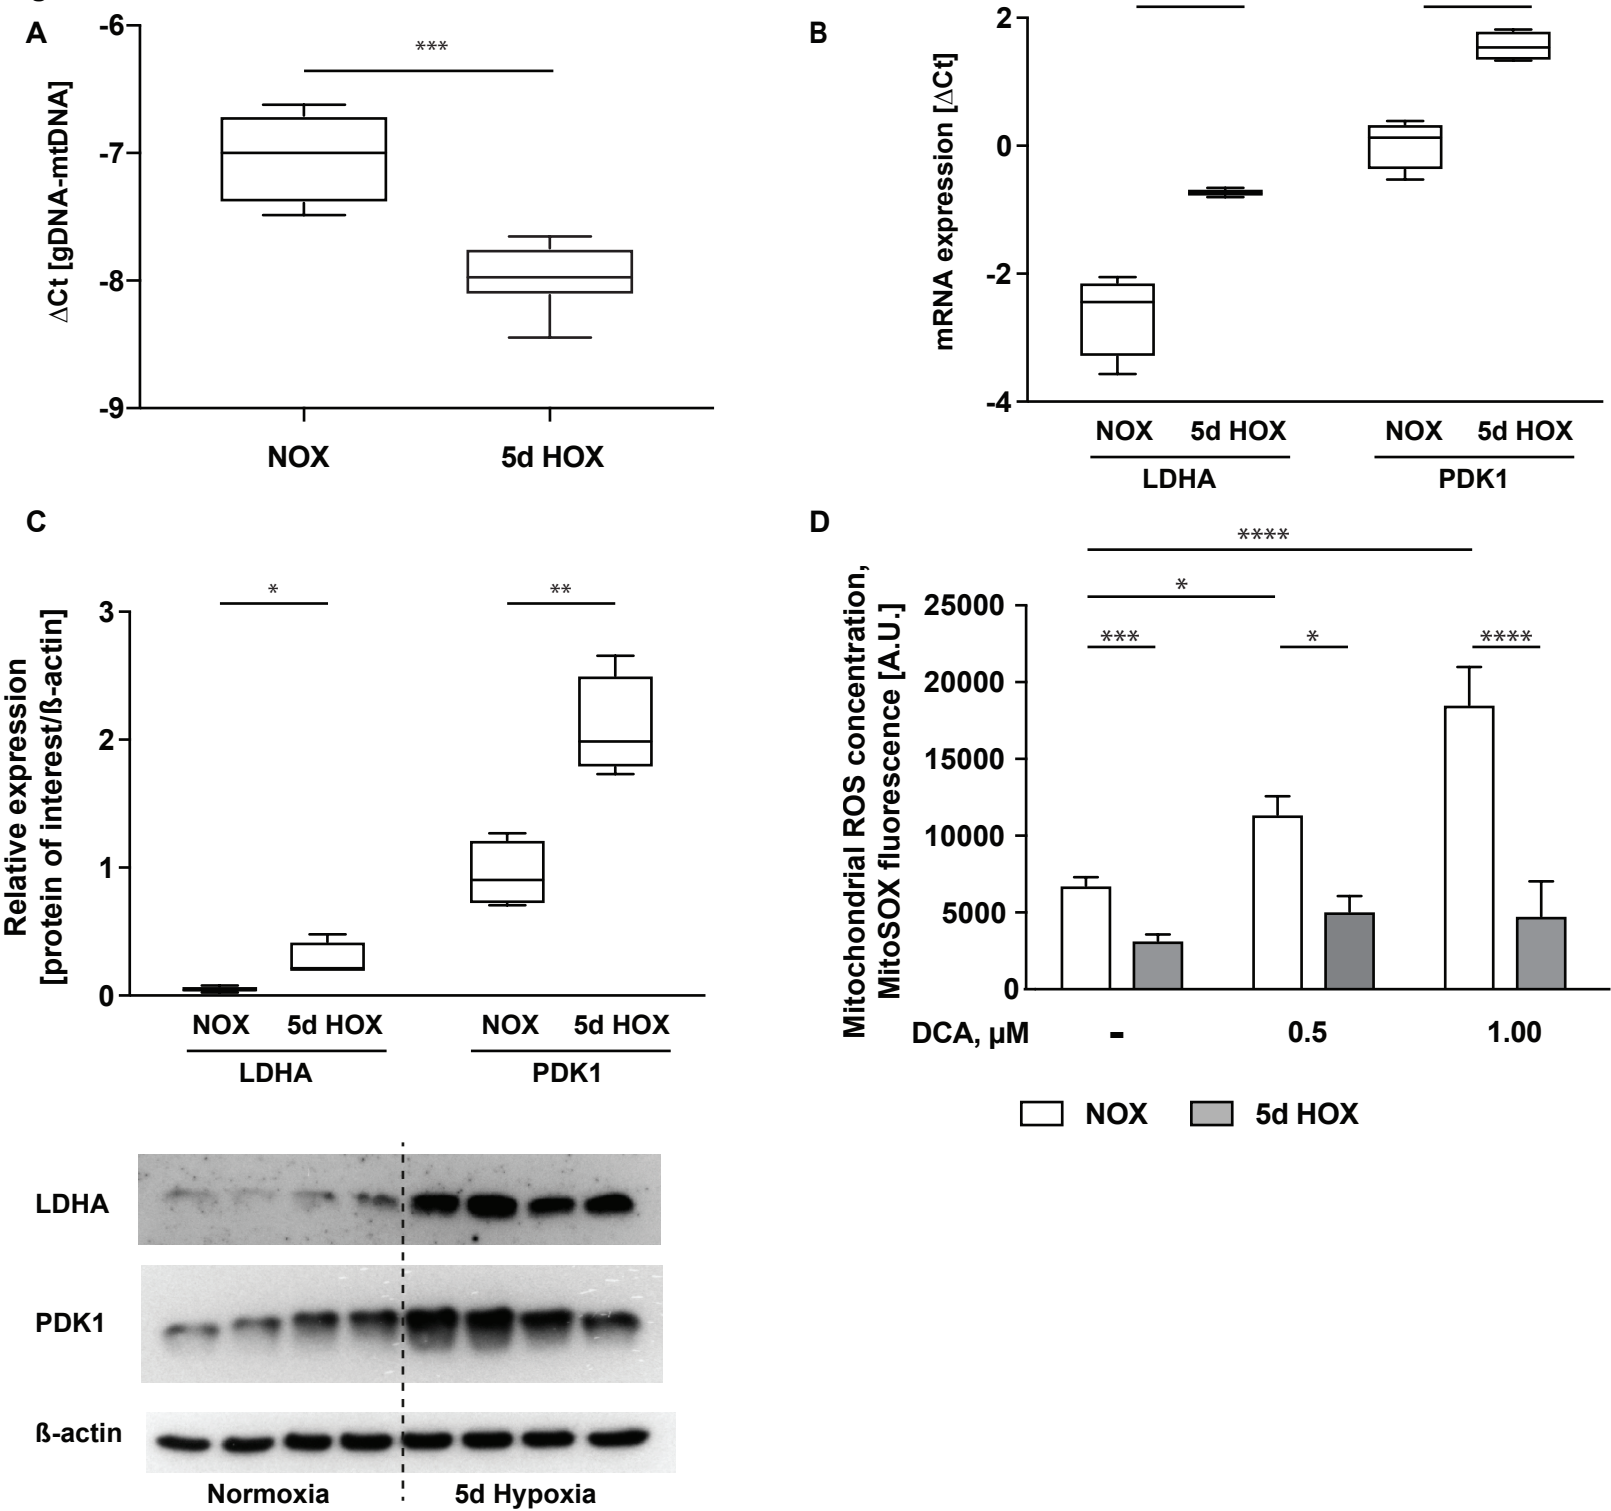 A
ΔCt [gDNA-mtDNA]
-6
-7
-8
-9
***
NOX 5d HOX
B
mRNA expression [ΔCt]
2
0
-2
-4
NOX 5d HOX NOX 5d HOX
LDHA PDK1
C
Relative expression
[protein of interest/ß-actin]
3
2
1
0
* **
NOX 5d HOX NOX 5d HOX
LDHA PDK1
LDHA
PDK1
ß-actin
Normoxia 5d Hypoxia
D
Mitochondrial ROS concentration,
MitoSOX fluorescence [A.U.]
25000
20000
15000
10000
5000
0
****
*
*** * ****
DCA, µM - 0.5 1.00
NOX 5d HOX